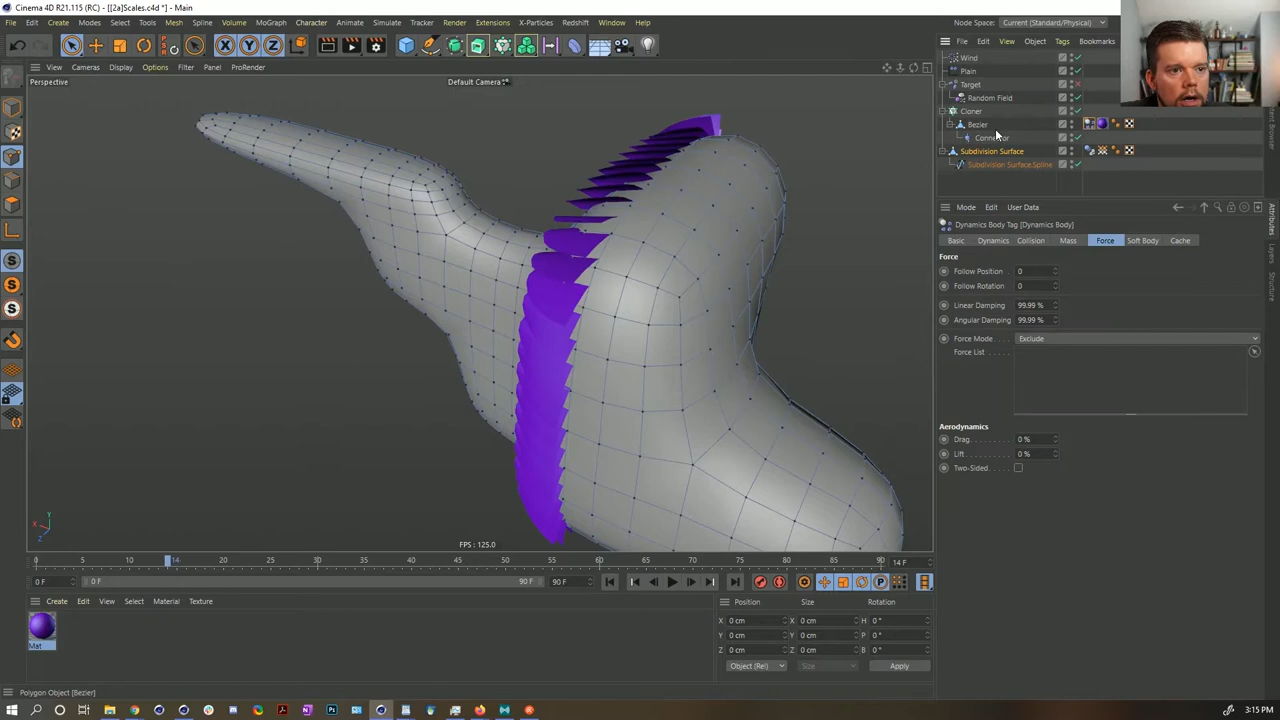 Cinema 4D R21.115 (RC) - [[2a]Scales.c4d *] - Main
File Edit Create Modes Select Tools Mesh Spline Volume MoGraph Character Animate Simulate Tracker Render Extensions X-Particles Redshift Window Help
Node Space: Current (Standard/Physical)
X Y Z
File Edit View Object Tags Bookmarks
View Cameras Display Options Filter Panel ProRender
Perspective
Default Camera
Wind
Plain
Target
Random Field
Cloner
Bezier
Connector
Subdivision Surface
Subdivision Surface.Spline
Content Browser
Mode Edit User Data
Dynamics Body Tag [Dynamics Body]
Basic Dynamics Collision Mass Force Soft Body Cache
Attributes
Structure
Force
Follow Position 0
Follow Rotation 0
Linear Damping 99.99 %
Angular Damping 99.99 %
Force Mode Exclude
Force List
Aerodynamics
Drag. 0 %
Lift. 0 %
Two-Sided
Y
X
Z
FPS : 125.0
0 5 10 14 20 25 30 35 40 45 50 55 60 65 70 75 80 85 90 14 F
0 F 0 F 90 F 90 F
Create Edit View Select Material Texture
Mat
Position Size Rotation
X 0 cm X 0 cm H 0 °
Y 0 cm Y 0 cm P 0 °
Z 0 cm Z 0 cm B 0 °
Object (Rel) Size Apply
Polygon Object [Bezier]
3:15 PM